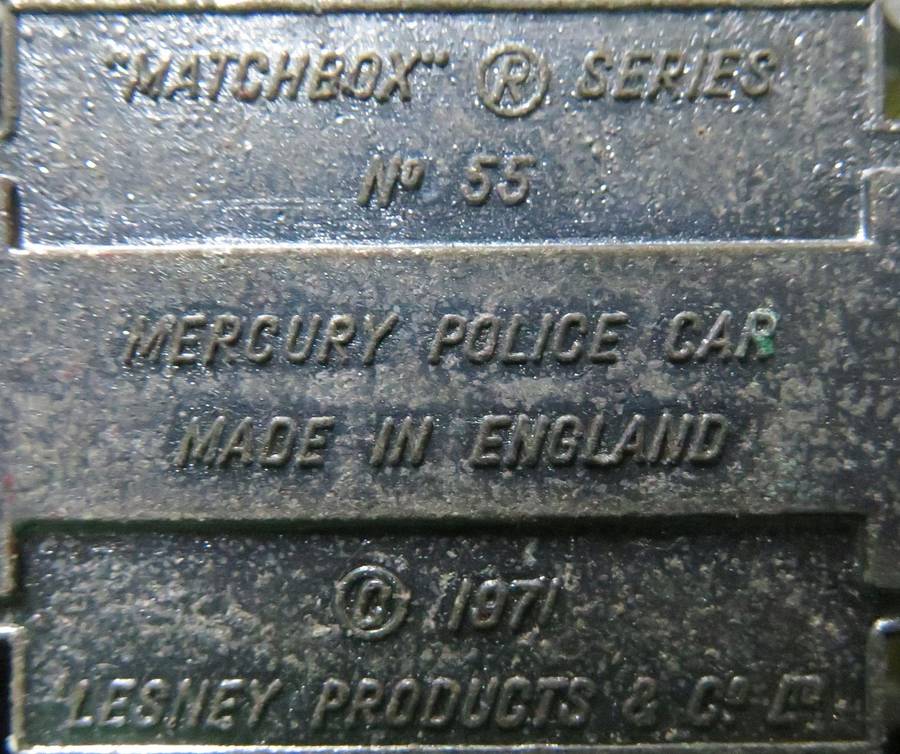 "MATCHBOX" ® SERIES
Nº 55
MERCURY POLICE CAR
MADE IN ENGLAND
© 1971
LESNEY PRODUCTS & Cº Lᵀᴰ